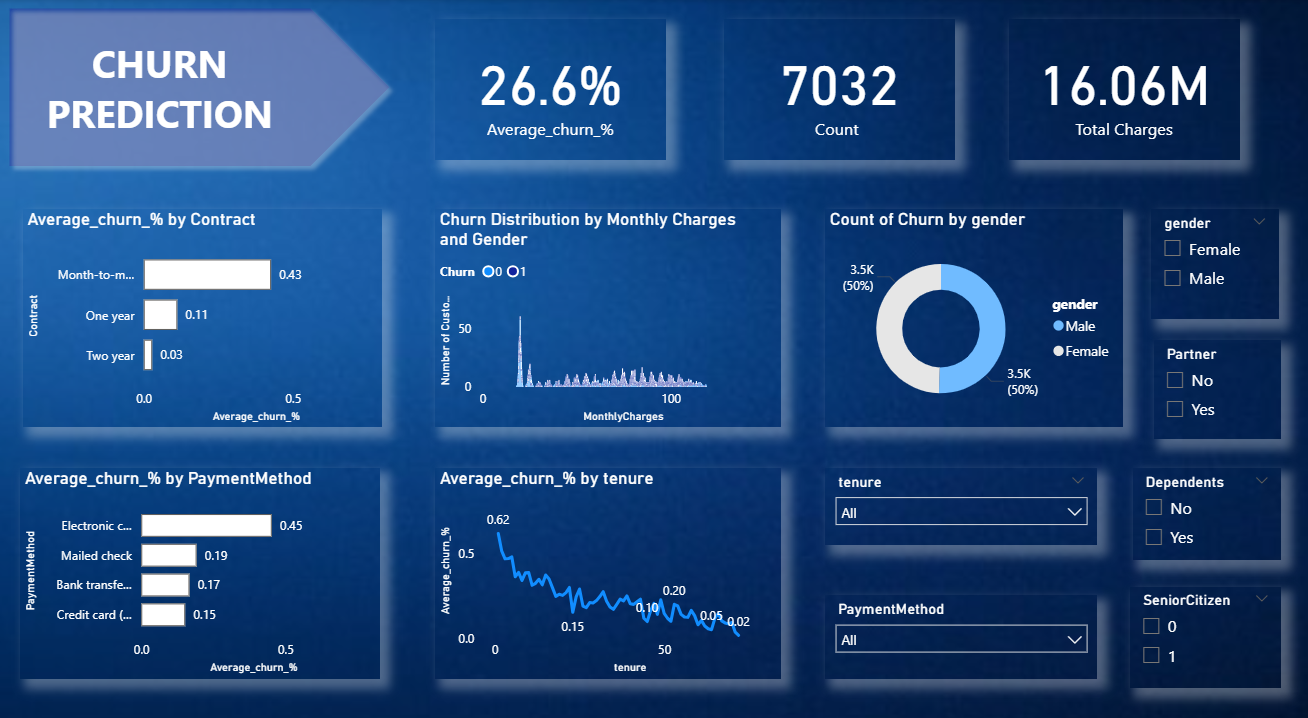 CHURN
PREDICTION
26.6%
Average_churn_%
7032
Count
16.06M
Total Charges
Average_churn_% by Contract
Contract
Month-to-m...
0.43
One year
0.11
Two year
0.03
0.0
0.5
Average_churn_%
Churn Distribution by Monthly Charges
and Gender
Churn 0 1
Number of Custo...
50
0
0
100
MonthlyCharges
Count of Churn by gender
3.5K
(50%)
3.5K
(50%)
gender
Male
Female
gender
Female
Male
Partner
No
Yes
Average_churn_% by PaymentMethod
PaymentMethod
Electronic c...
0.45
Mailed check
0.19
Bank transfe...
0.17
Credit card (...
0.15
0.0
0.5
Average_churn_%
Average_churn_% by tenure
Average_churn_%
0.62
0.5
0.20
0.10
0.05
0.02
0.15
0.0
0
50
tenure
tenure
All
PaymentMethod
All
Dependents
No
Yes
SeniorCitizen
0
1